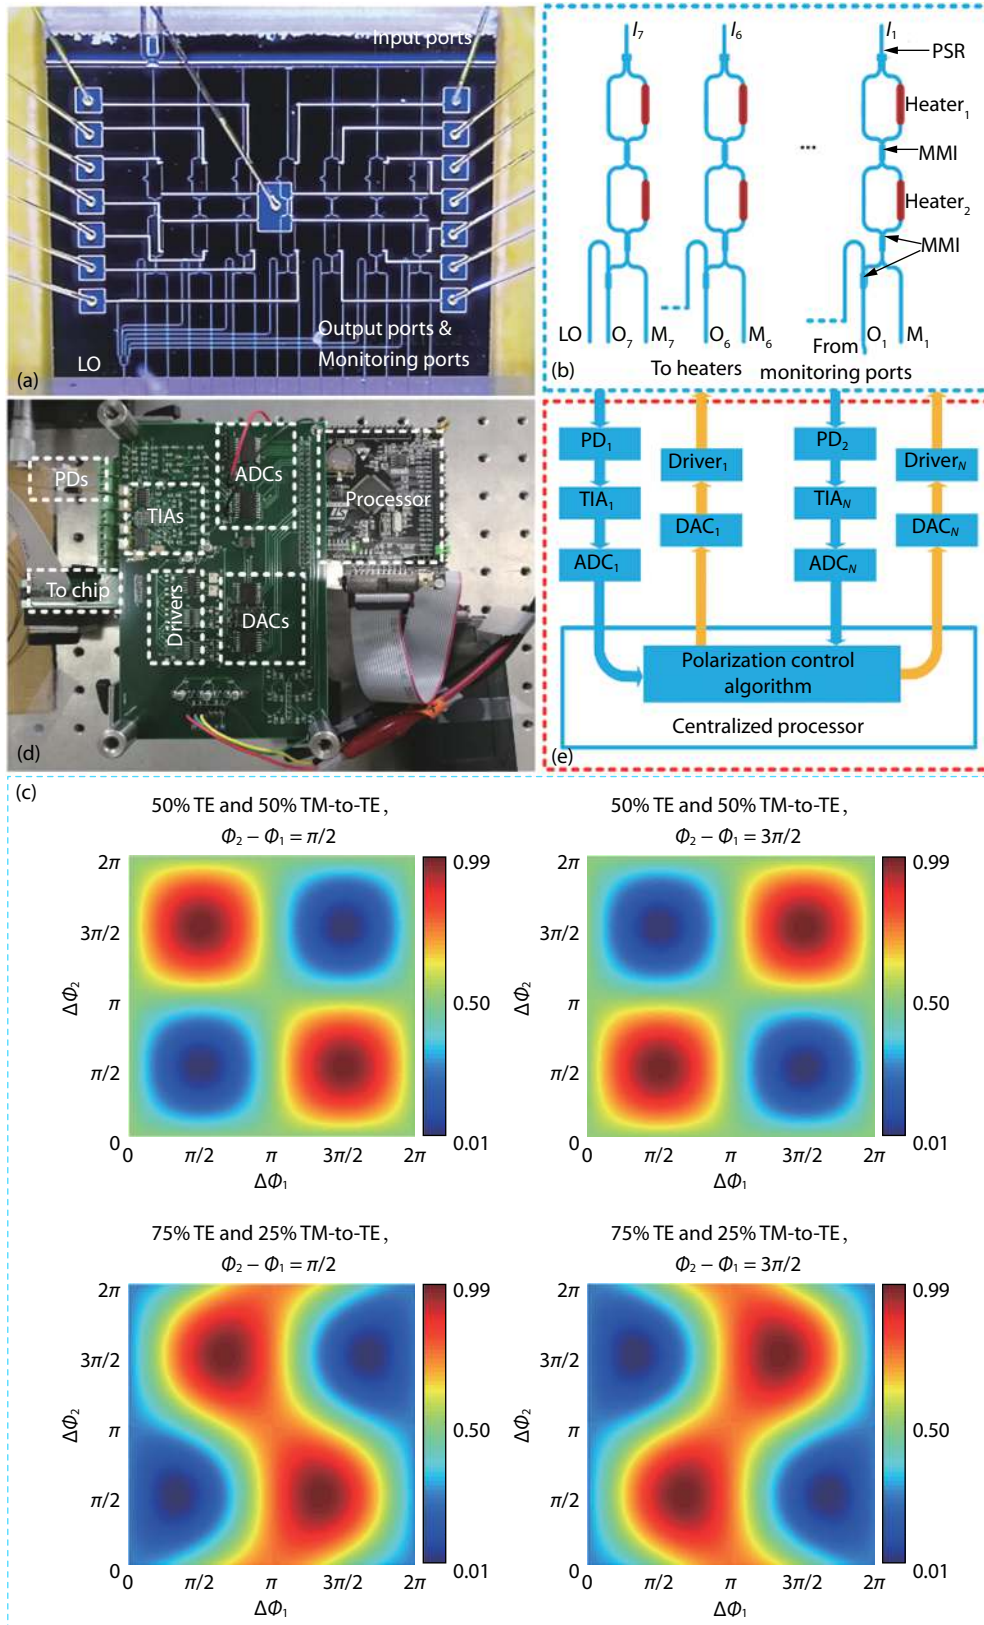 Input ports
LO
Output ports &
Monitoring ports
(a)
I7 I6 I1
PSR
Heater1
MMI
...
Heater2
MMI
LO O7 M7 O6 M6 O1 M1
To heaters
From
monitoring ports
(b)
PDs
TIAs
ADCs
Processor
To chip
Drivers
DACs
(d)
PD1 Driver1 PD2 DriverN
TIA1 DAC1 TIAN DACN
ADC1 ADCN
Polarization control
algorithm
Centralized processor
(e)
(c)
50% TE and 50% TM-to-TE,
Φ2 − Φ1 = π/2
2π
3π/2
π
π/2
0
ΔΦ2
0 π/2 π 3π/2 2π
ΔΦ1
0.99
0.50
0.01
50% TE and 50% TM-to-TE,
Φ2 − Φ1 = 3π/2
2π
3π/2
π
π/2
0
ΔΦ2
0 π/2 π 3π/2 2π
ΔΦ1
0.99
0.50
0.01
75% TE and 25% TM-to-TE,
Φ2 − Φ1 = π/2
2π
3π/2
π
π/2
0
ΔΦ2
0 π/2 π 3π/2 2π
ΔΦ1
0.99
0.50
0.01
75% TE and 25% TM-to-TE,
Φ2 − Φ1 = 3π/2
2π
3π/2
π
π/2
0
ΔΦ2
0 π/2 π 3π/2 2π
ΔΦ1
0.99
0.50
0.01